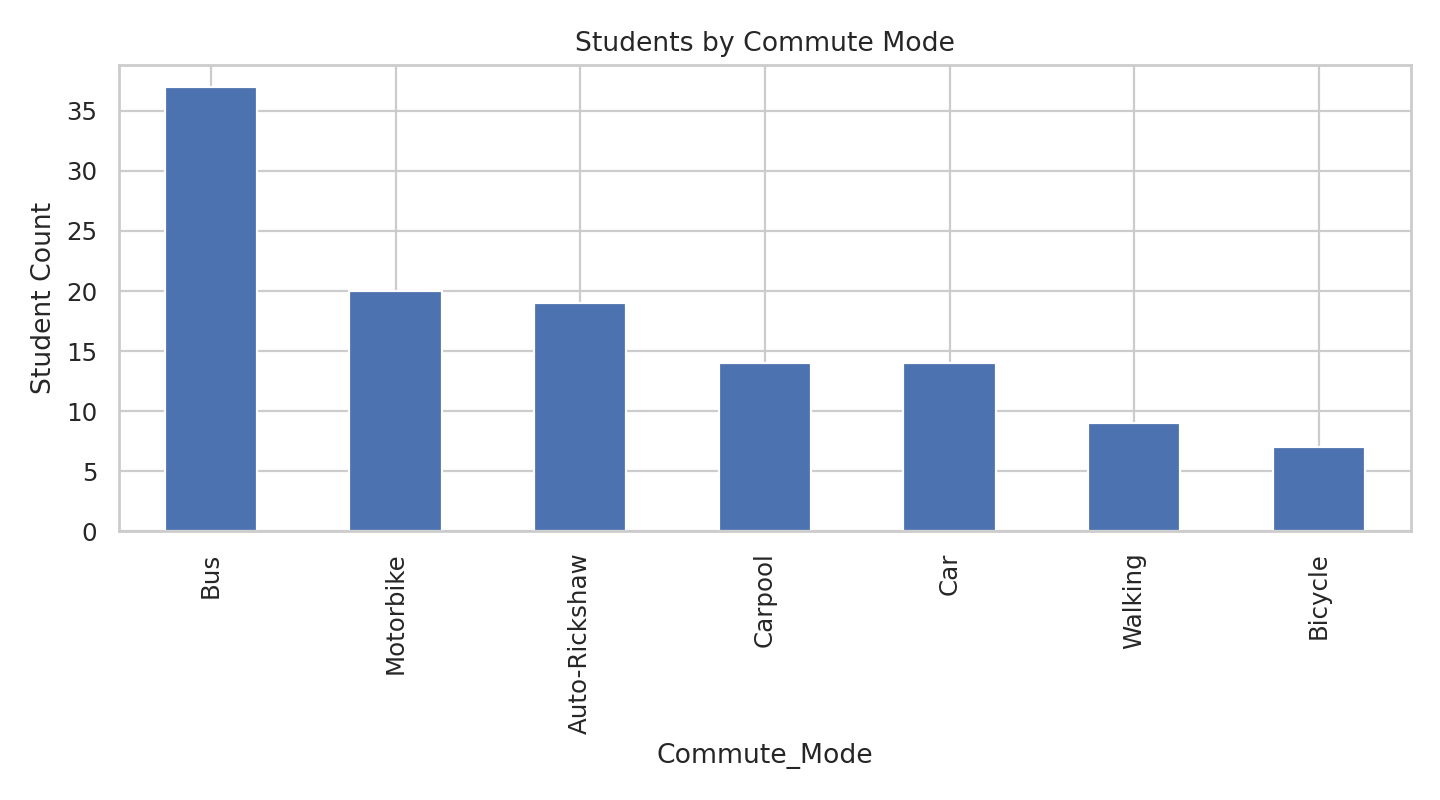 Students by Commute Mode
Student Count
35
30
25
20
15
10
5
0
Bus
Motorbike
Auto-Rickshaw
Carpool
Car
Walking
Bicycle
Commute_Mode